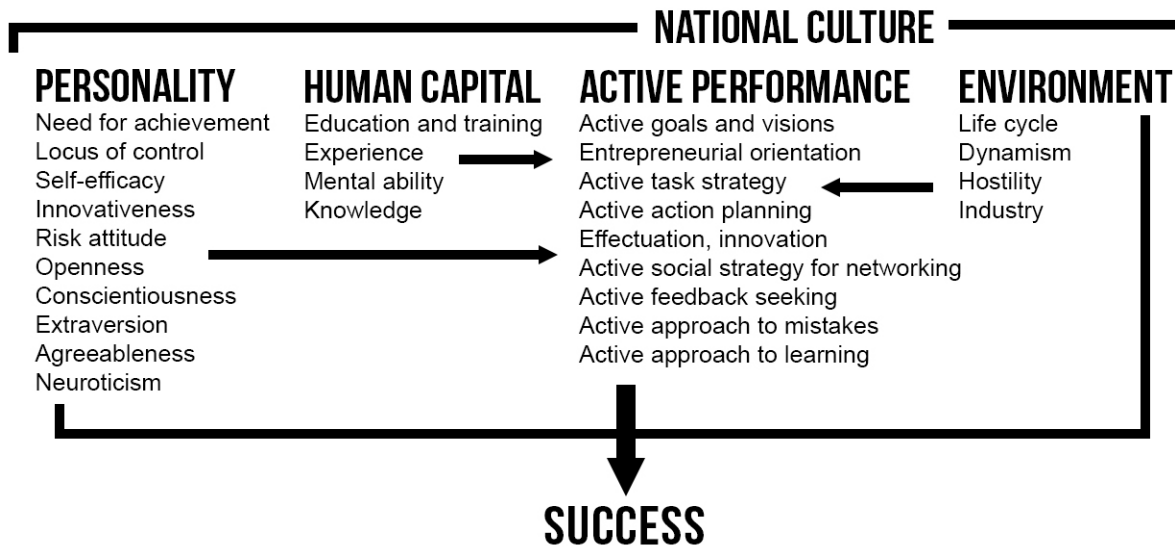 NATIONAL CULTURE
PERSONALITY
Need for achievement
Locus of control
Self-efficacy
Innovativeness
Risk attitude
Openness
Conscientiousness
Extraversion
Agreeableness
Neuroticism
HUMAN CAPITAL
Education and training
Experience
Mental ability
Knowledge
ACTIVE PERFORMANCE
Active goals and visions
Entrepreneurial orientation
Active task strategy
Active action planning
Effectuation, innovation
Active social strategy for networking
Active feedback seeking
Active approach to mistakes
Active approach to learning
ENVIRONMENT
Life cycle
Dynamism
Hostility
Industry
SUCCESS